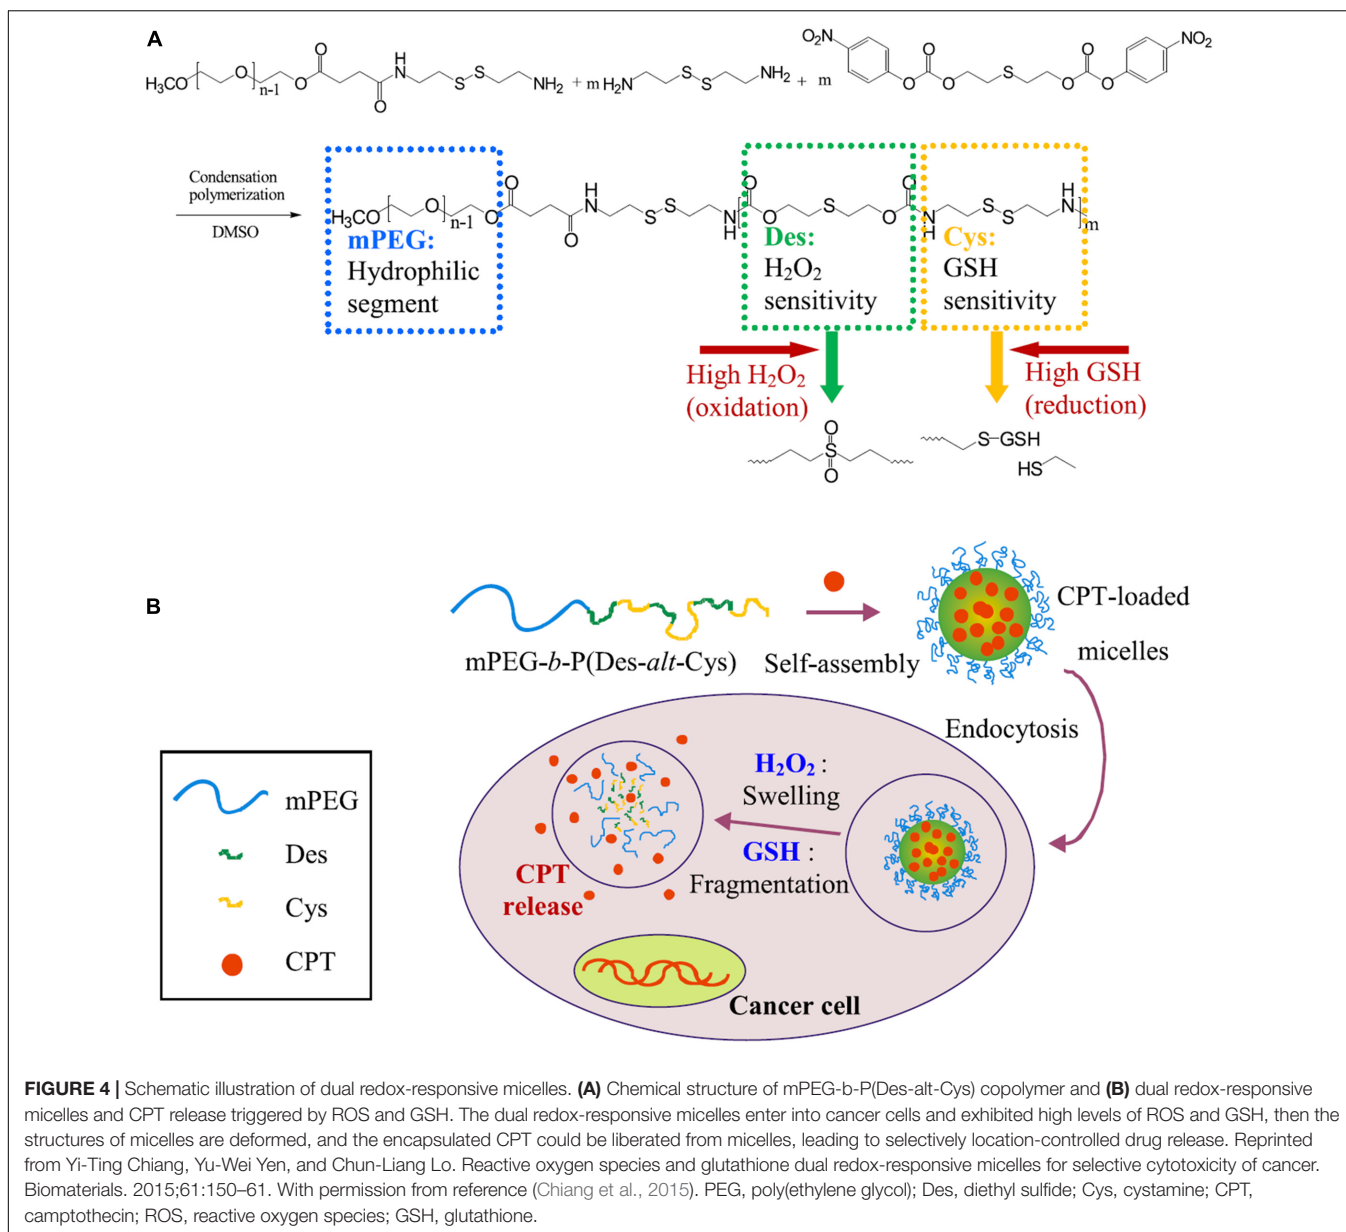 A
H₃CO O n-1 O O O H N S S NH₂ + m H₂N S S NH₂ + m O₂N O O O S O O O NO₂
Condensation
polymerization
DMSO
H₃CO O n-1 O O O H N S S N H O O S O O N H S S H N m
mPEG:
Hydrophilic
segment
Des:
H₂O₂
sensitivity
Cys:
GSH
sensitivity
High H₂O₂
(oxidation)
High GSH
(reduction)
O
S
O
S-GSH
HS
B
mPEG-b-P(Des-alt-Cys)
Self-assembly
CPT-loaded
micelles
Endocytosis
H₂O₂ :
Swelling
GSH :
Fragmentation
CPT
release
Cancer cell
mPEG
Des
Cys
CPT
FIGURE 4 | Schematic illustration of dual redox-responsive micelles. (A) Chemical structure of mPEG-b-P(Des-alt-Cys) copolymer and (B) dual redox-responsive
micelles and CPT release triggered by ROS and GSH. The dual redox-responsive micelles enter into cancer cells and exhibited high levels of ROS and GSH, then the
structures of micelles are deformed, and the encapsulated CPT could be liberated from micelles, leading to selectively location-controlled drug release. Reprinted
from Yi-Ting Chiang, Yu-Wei Yen, and Chun-Liang Lo. Reactive oxygen species and glutathione dual redox-responsive micelles for selective cytotoxicity of cancer.
Biomaterials. 2015;61:150–61. With permission from reference (Chiang et al., 2015). PEG, poly(ethylene glycol); Des, diethyl sulfide; Cys, cystamine; CPT,
camptothecin; ROS, reactive oxygen species; GSH, glutathione.